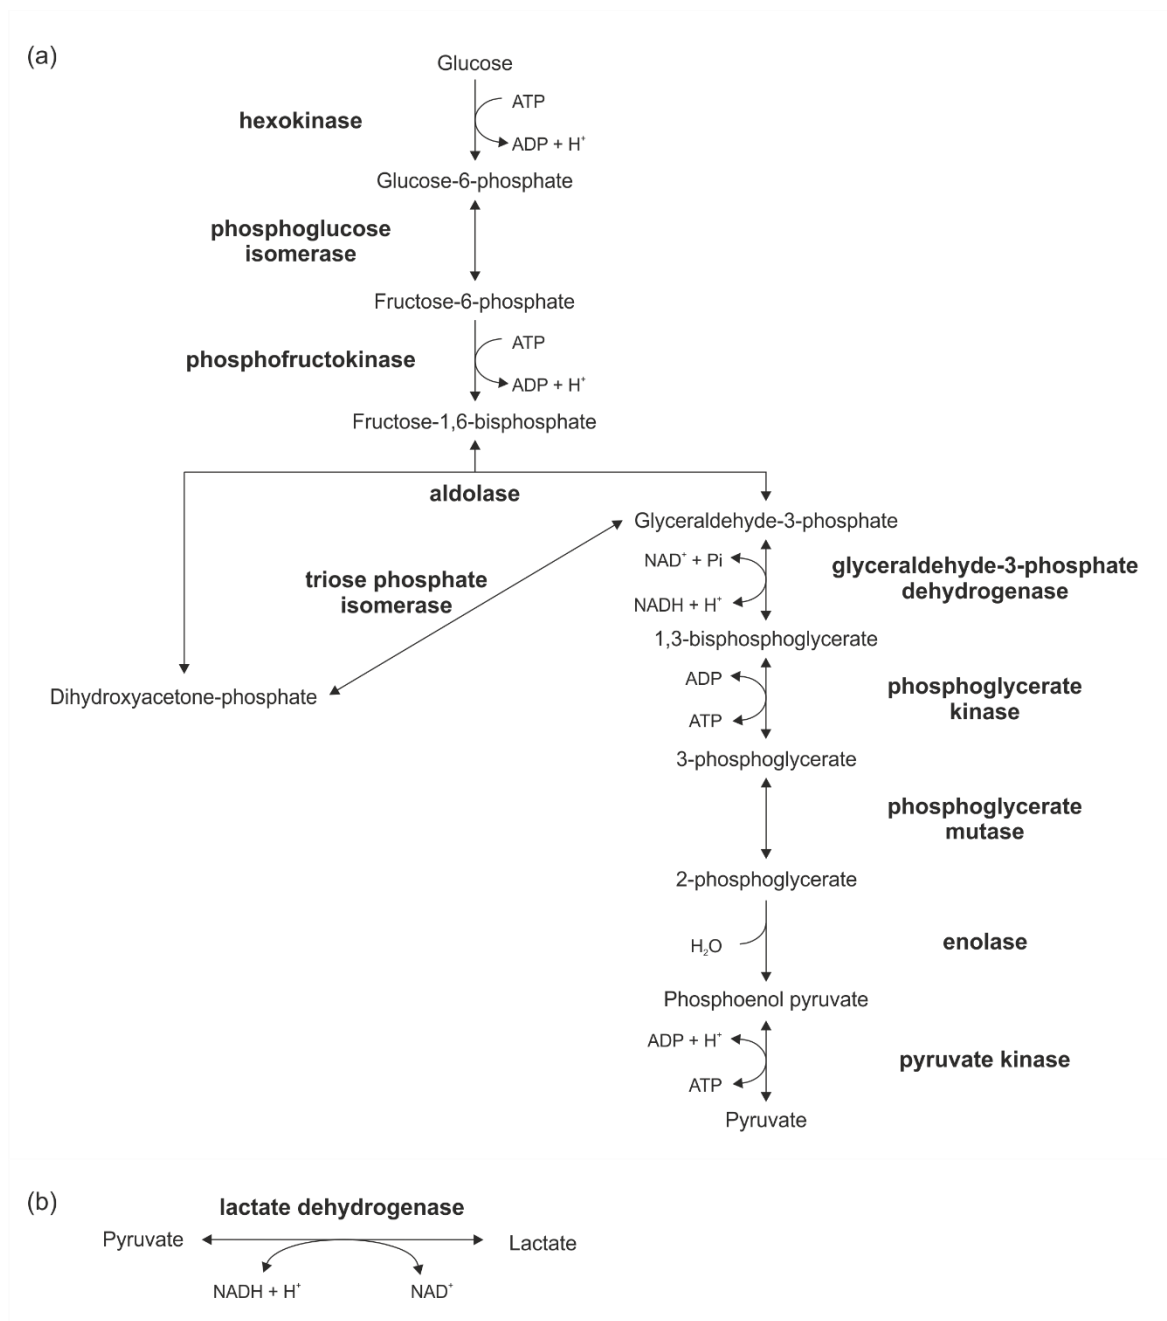 (a)
Glucose
ATP
hexokinase
ADP + H⁺
Glucose-6-phosphate
phosphoglucose
isomerase
Fructose-6-phosphate
ATP
phosphofructokinase
ADP + H⁺
Fructose-1,6-bisphosphate
aldolase
Glyceraldehyde-3-phosphate
NAD⁺ + Pi
glyceraldehyde-3-phosphate
dehydrogenase
triose phosphate
isomerase
NADH + H⁺
1,3-bisphosphoglycerate
ADP
phosphoglycerate
kinase
Dihydroxyacetone-phosphate
ATP
3-phosphoglycerate
phosphoglycerate
mutase
2-phosphoglycerate
H₂O
enolase
Phosphoenol pyruvate
ADP + H⁺
pyruvate kinase
ATP
Pyruvate
(b)
lactate dehydrogenase
Pyruvate
Lactate
NADH + H⁺
NAD⁺